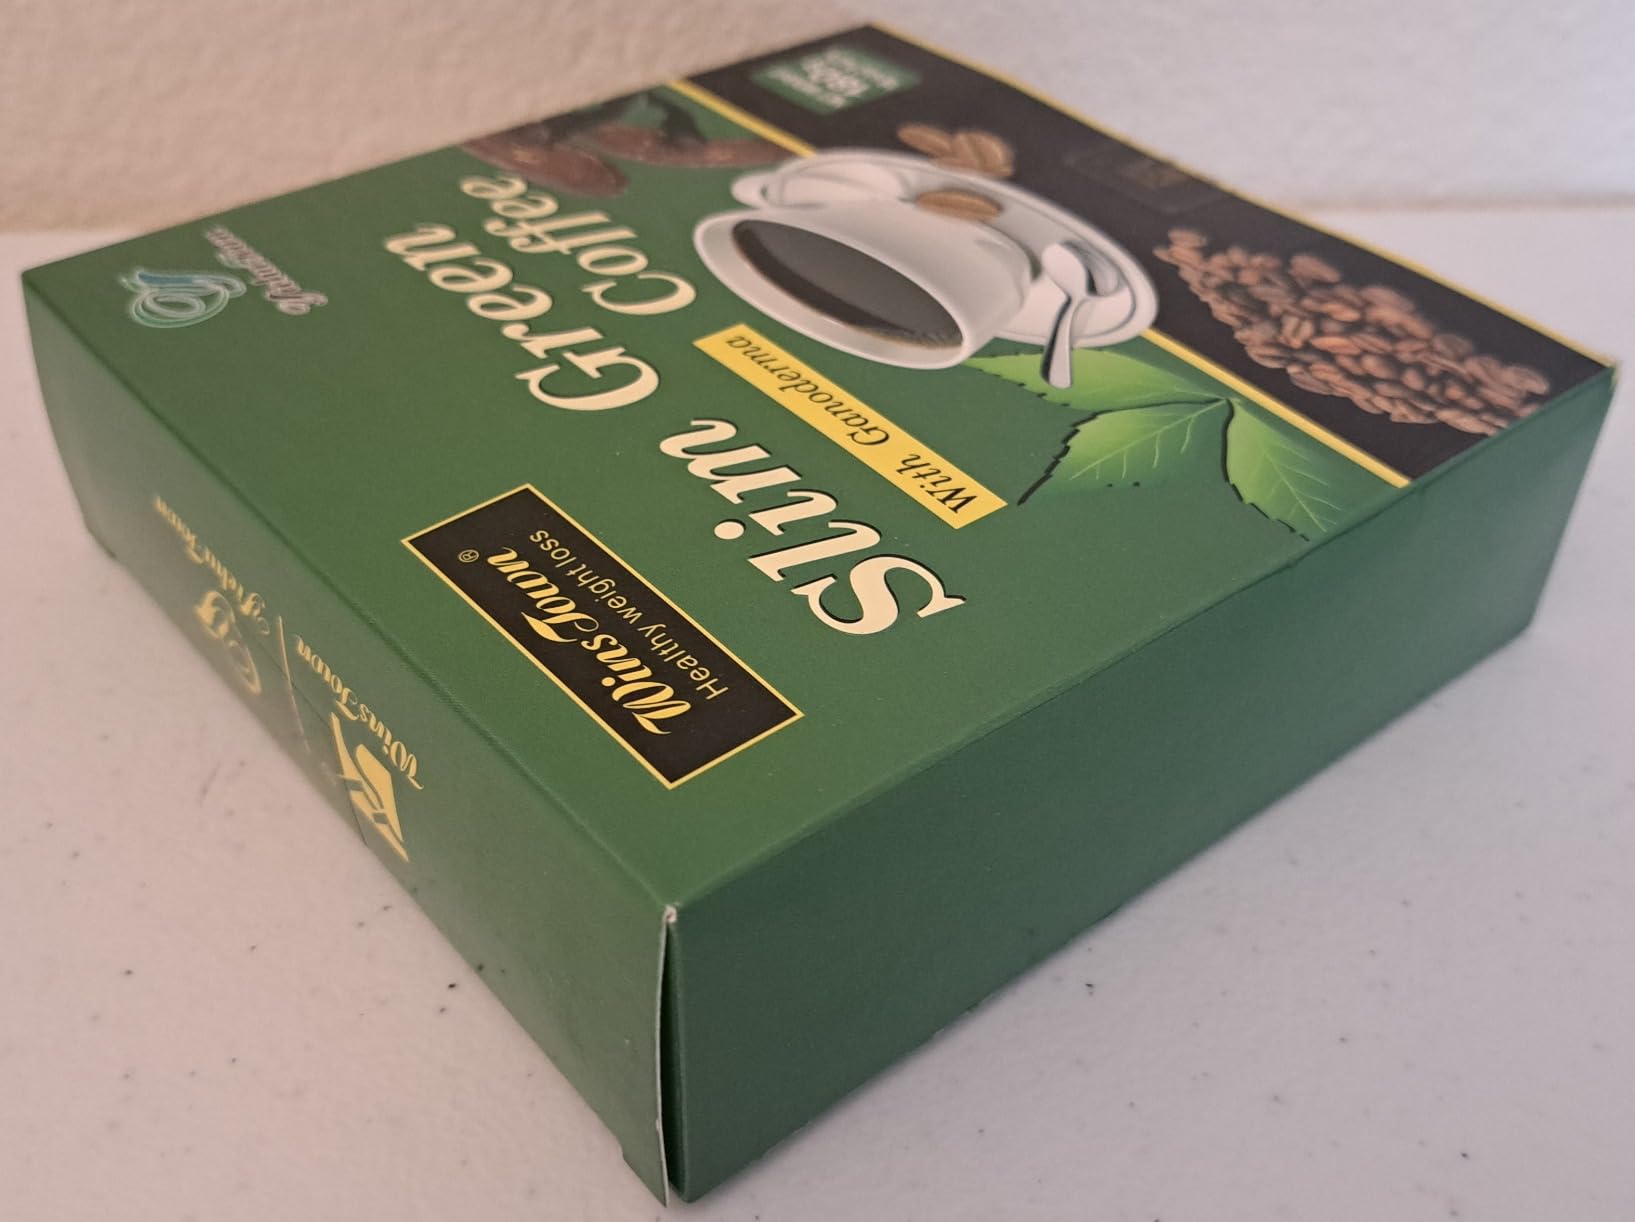 WinsTown ®
Healthy weight loss
Slim Green
Coffee
With Ganoderma
WinsTown